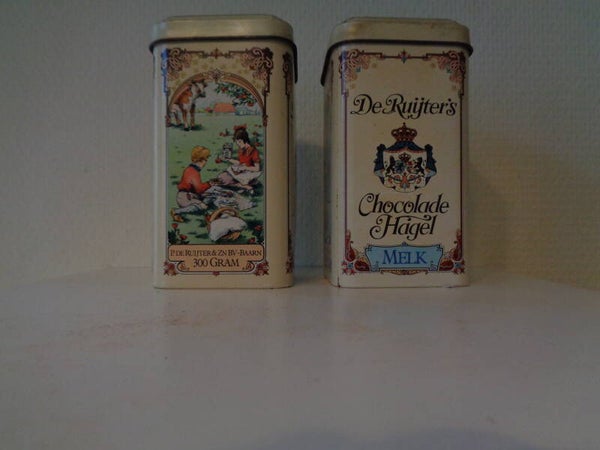 P. DE RUIJTER & ZN BV - BAARN
300 GRAM
De Ruijter's
Chocolade
Hagel
MELK